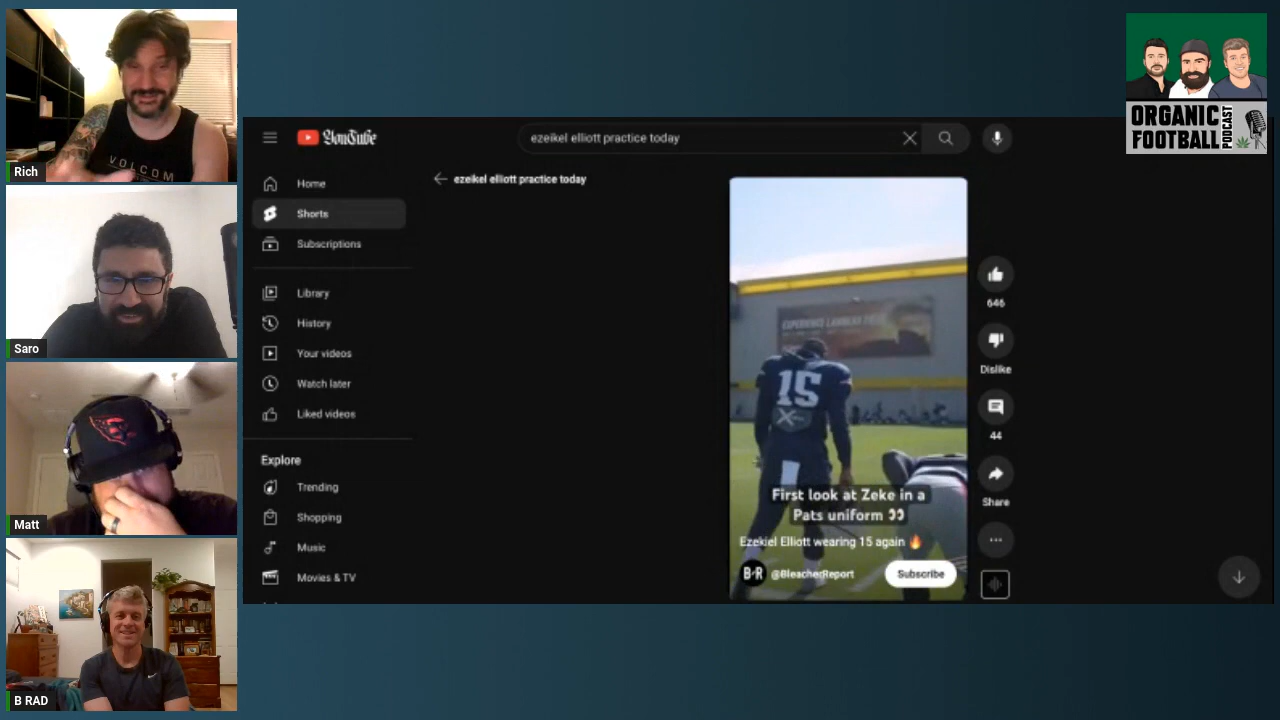 Rich
VOLCOM
Saro
Matt
B RAD
ORGANIC
FOOTBALL
PODCAST
YouTube
ezeikel elliott practice today
ezeikel elliott practice today
Home
Shorts
Subscriptions
Library
History
Your videos
Watch later
Liked videos
Explore
Trending
Shopping
Music
Movies & TV
15
First look at Zeke in a
Pats uniform 👀
Ezekiel Elliott wearing 15 again 🔥
B/R @BleacherReport
Subscribe
646
Dislike
44
Share